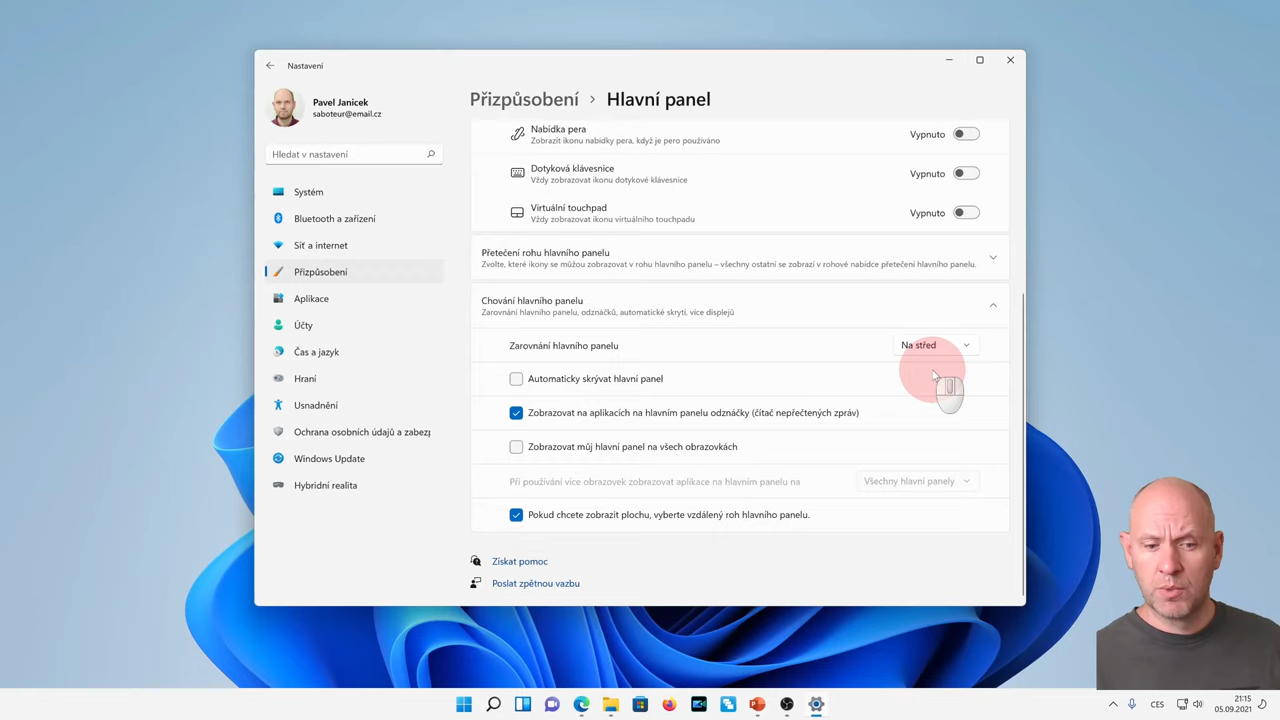 Nastavení
Pavel Janicek
saboteur@email.cz
Hledat v nastavení
Systém
Bluetooth a zařízení
Síť a internet
Přizpůsobení
Aplikace
Účty
Čas a jazyk
Hraní
Usnadnění
Ochrana osobních údajů a zabezp
Windows Update
Hybridní realita
Přizpůsobení › Hlavní panel
Nabídka pera
Zobrazit ikonu nabídky pera, když je pero používáno
Vypnuto
Dotyková klávesnice
Vždy zobrazovat ikonu dotykové klávesnice
Vypnuto
Virtuální touchpad
Vždy zobrazovat ikonu virtuálního touchpadu
Vypnuto
Přetečení rohu hlavního panelu
Zvolte, které ikony se můžou zobrazovat v rohu hlavního panelu – všechny ostatní se zobrazí v rohové nabídce přetečení hlavního panelu.
Chování hlavního panelu
Zarovnání hlavního panelu, odznáčků, automatické skrytí, více displejů
Zarovnání hlavního panelu
Na střed
Automaticky skrývat hlavní panel
Zobrazovat na aplikacích na hlavním panelu odznáčky (čítač nepřečtených zpráv)
Zobrazovat můj hlavní panel na všech obrazovkách
Při používání více obrazovek zobrazovat aplikace na hlavním panelu na
Všechny hlavní panely
Pokud chcete zobrazit plochu, vyberte vzdálený roh hlavního panelu.
Získat pomoc
Poslat zpětnou vazbu
CES
21:15
05.09.2021